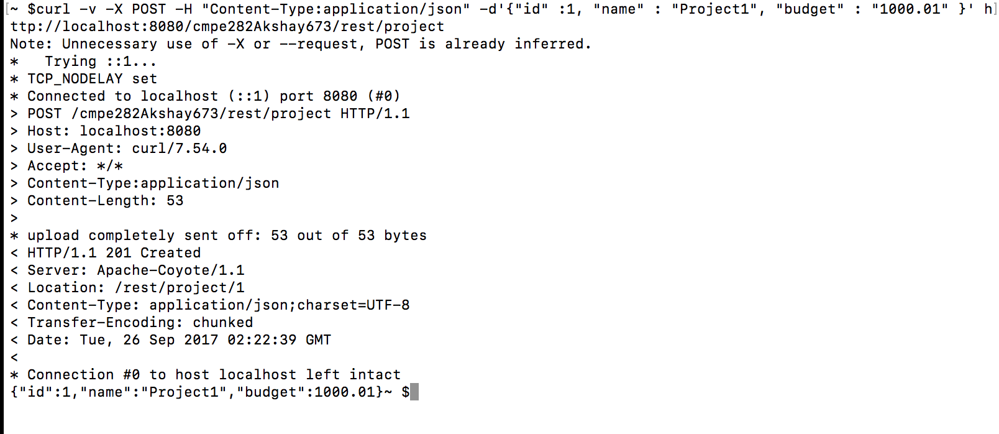 [~ $curl -v -X POST -H "Content-Type:application/json" -d'{"id" :1, "name" : "Project1", "budget" : "1000.01" }' h]
ttp://localhost:8080/cmpe282Akshay673/rest/project
Note: Unnecessary use of -X or --request, POST is already inferred.
*   Trying ::1...
* TCP_NODELAY set
* Connected to localhost (::1) port 8080 (#0)
> POST /cmpe282Akshay673/rest/project HTTP/1.1
> Host: localhost:8080
> User-Agent: curl/7.54.0
> Accept: */*
> Content-Type:application/json
> Content-Length: 53
>
* upload completely sent off: 53 out of 53 bytes
< HTTP/1.1 201 Created
< Server: Apache-Coyote/1.1
< Location: /rest/project/1
< Content-Type: application/json;charset=UTF-8
< Transfer-Encoding: chunked
< Date: Tue, 26 Sep 2017 02:22:39 GMT
<
* Connection #0 to host localhost left intact
{"id":1,"name":"Project1","budget":1000.01}~ $